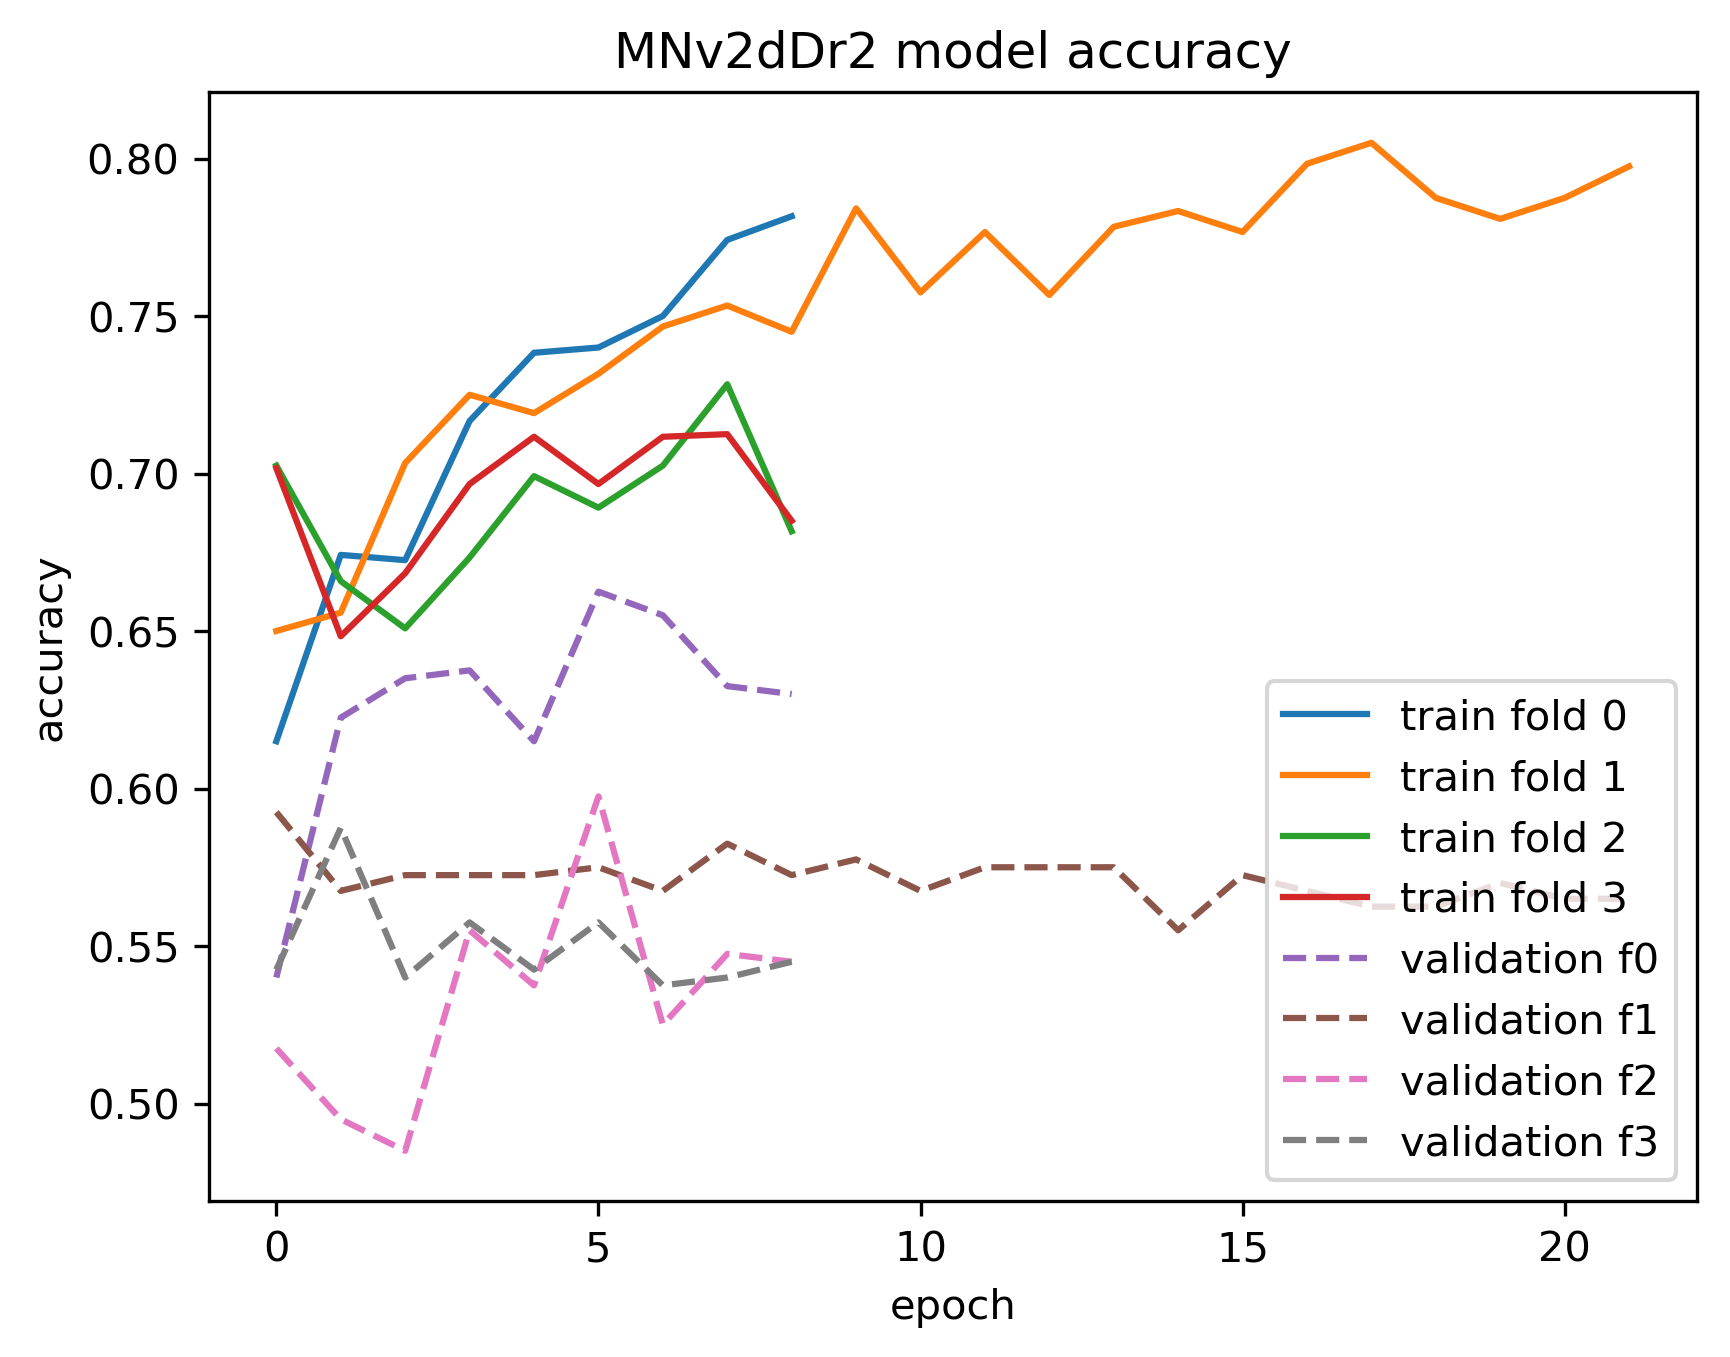 MNv2dDr2 model accuracy
0.80
0.75
0.70
0.65
0.60
0.55
0.50
accuracy
train fold 0
train fold 1
train fold 2
train fold 3
validation f0
validation f1
validation f2
validation f3
0 5 10 15 20
epoch